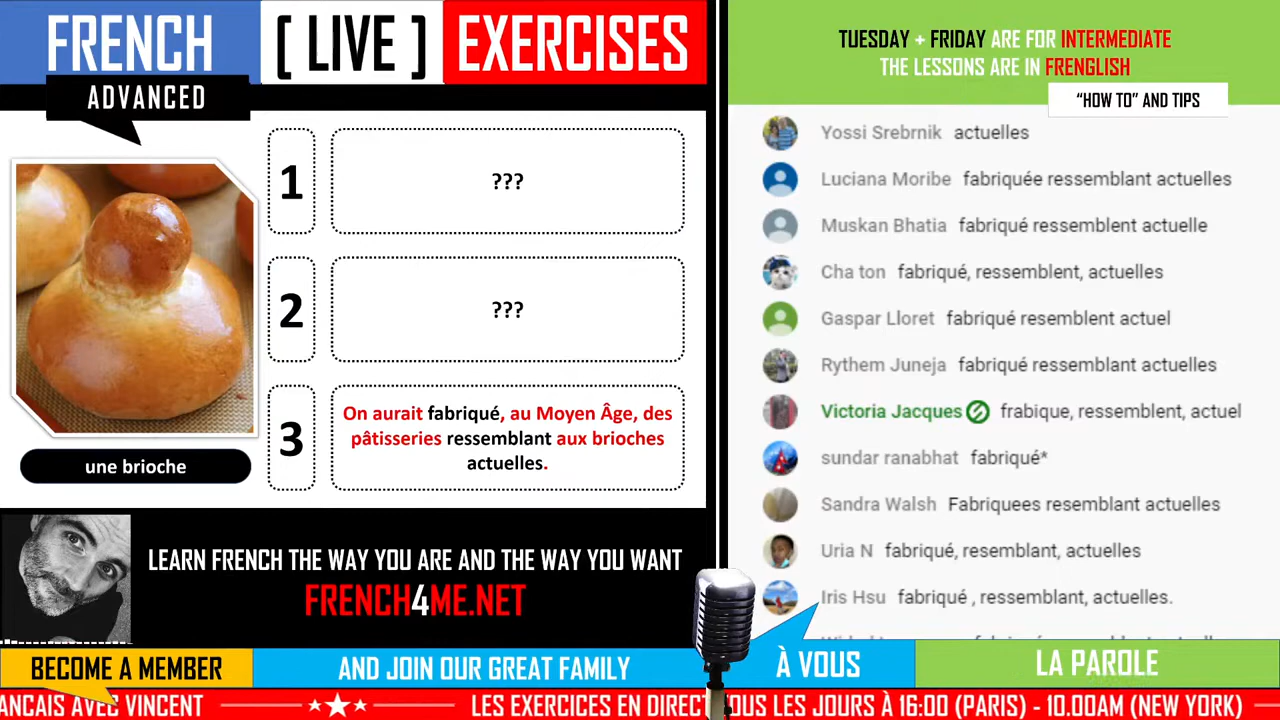 FRENCH
[ LIVE ]
EXERCISES
ADVANCED
1
???
2
???
3
On aurait fabriqué, au Moyen Âge, des
pâtisseries ressemblant aux brioches
actuelles.
une brioche
LEARN FRENCH THE WAY YOU ARE AND THE WAY YOU WANT
FRENCH4ME.NET
TUESDAY + FRIDAY ARE FOR INTERMEDIATE
THE LESSONS ARE IN FRENGLISH
“HOW TO” AND TIPS
Yossi Srebrnik actuelles
Luciana Moribe fabriquée ressemblant actuelles
Muskan Bhatia fabriqué ressemblent actuelle
Cha ton fabriqué, ressemblent, actuelles
Gaspar Lloret fabriqué resemblent actuel
Rythem Juneja fabriqué ressemblant actuelles
Victoria Jacques frabique, ressemblent, actuel
sundar ranabhat fabriqué*
Sandra Walsh Fabriquees resemblant actuelles
Uria N fabriqué, resemblant, actuelles
Iris Hsu fabriqué , ressemblant, actuelles.
BECOME A MEMBER
AND JOIN OUR GREAT FAMILY
À VOUS
LA PAROLE
ANCAIS AVEC VINCENT
LES EXERCICES EN DIRECT TOUS LES JOURS À 16:00 (PARIS) - 10.00AM (NEW YORK)